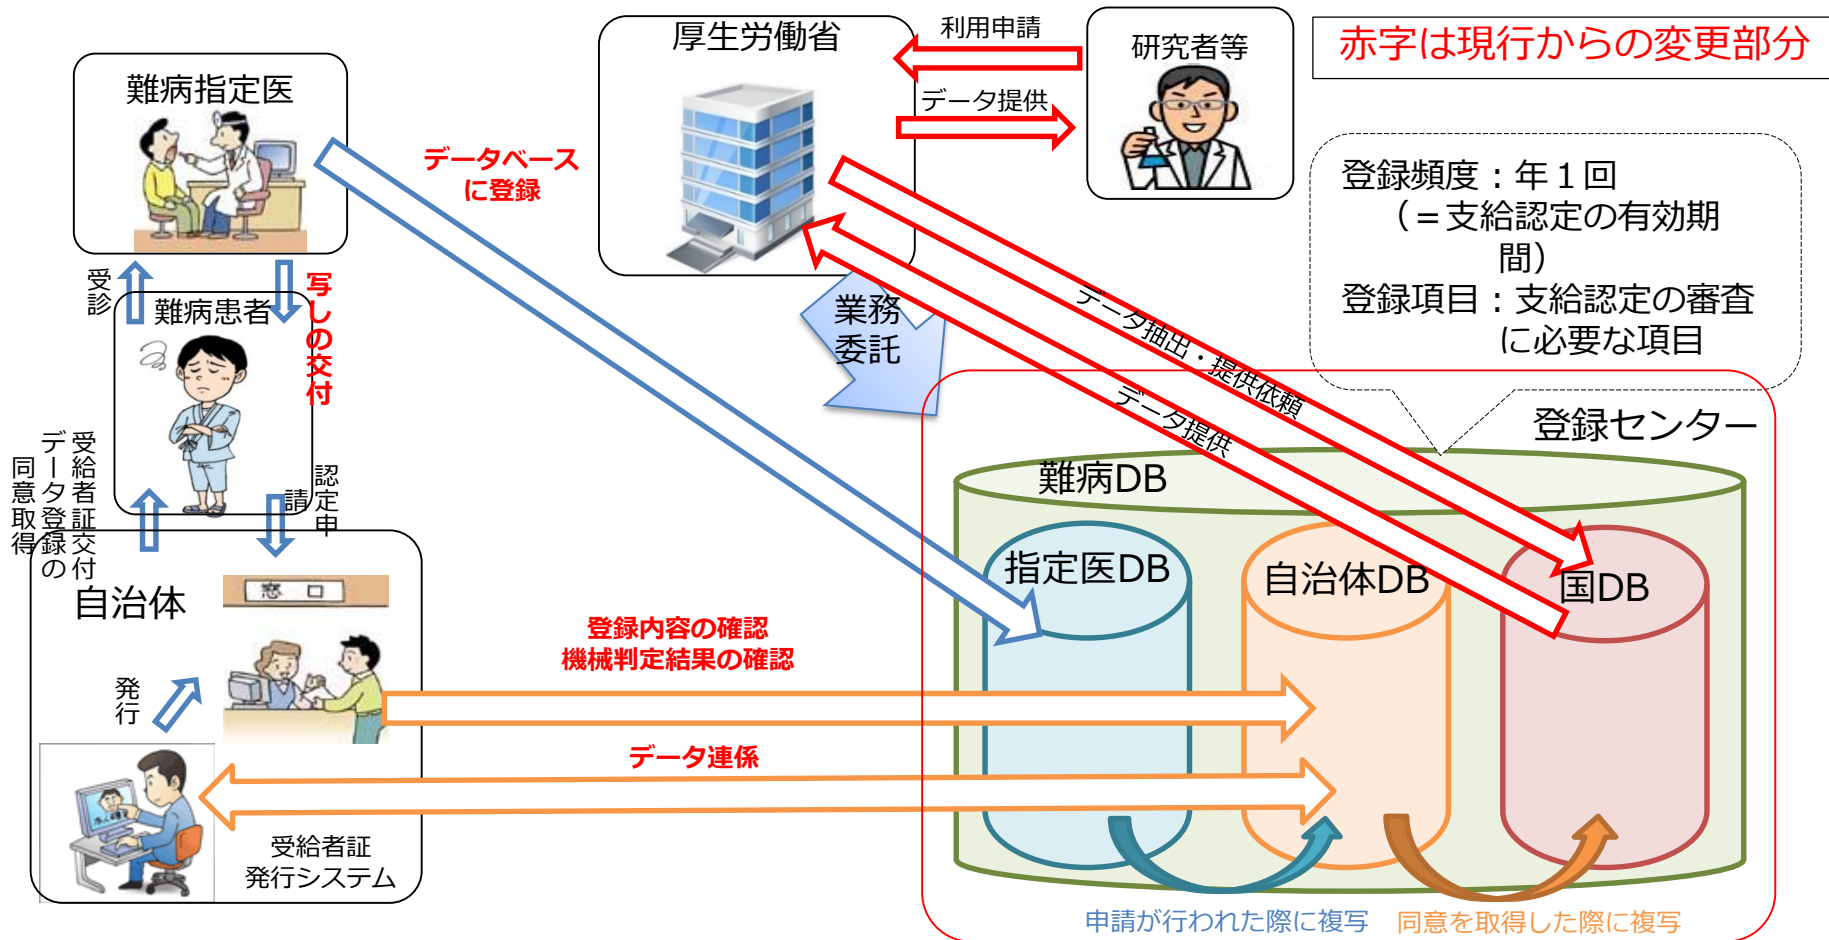 厚生労働省
利用申請
データ提供
研究者等
赤字は現行からの変更部分
難病指定医
データベース
に登録
登録頻度：年１回
（＝支給認定の有効期
間）
登録項目：支給認定の審査
に必要な項目
受診
写しの交付
難病患者
業務
委託
データ抽出・提供依頼
データ提供
登録センター
受給者証交付
データ登録の
同意取得
認定申
請
難病DB
指定医DB
自治体DB
国DB
自治体
窓口
登録内容の確認
機械判定結果の確認
発行
データ連係
受給者証
発行システム
申請が行われた際に複写
同意を取得した際に複写